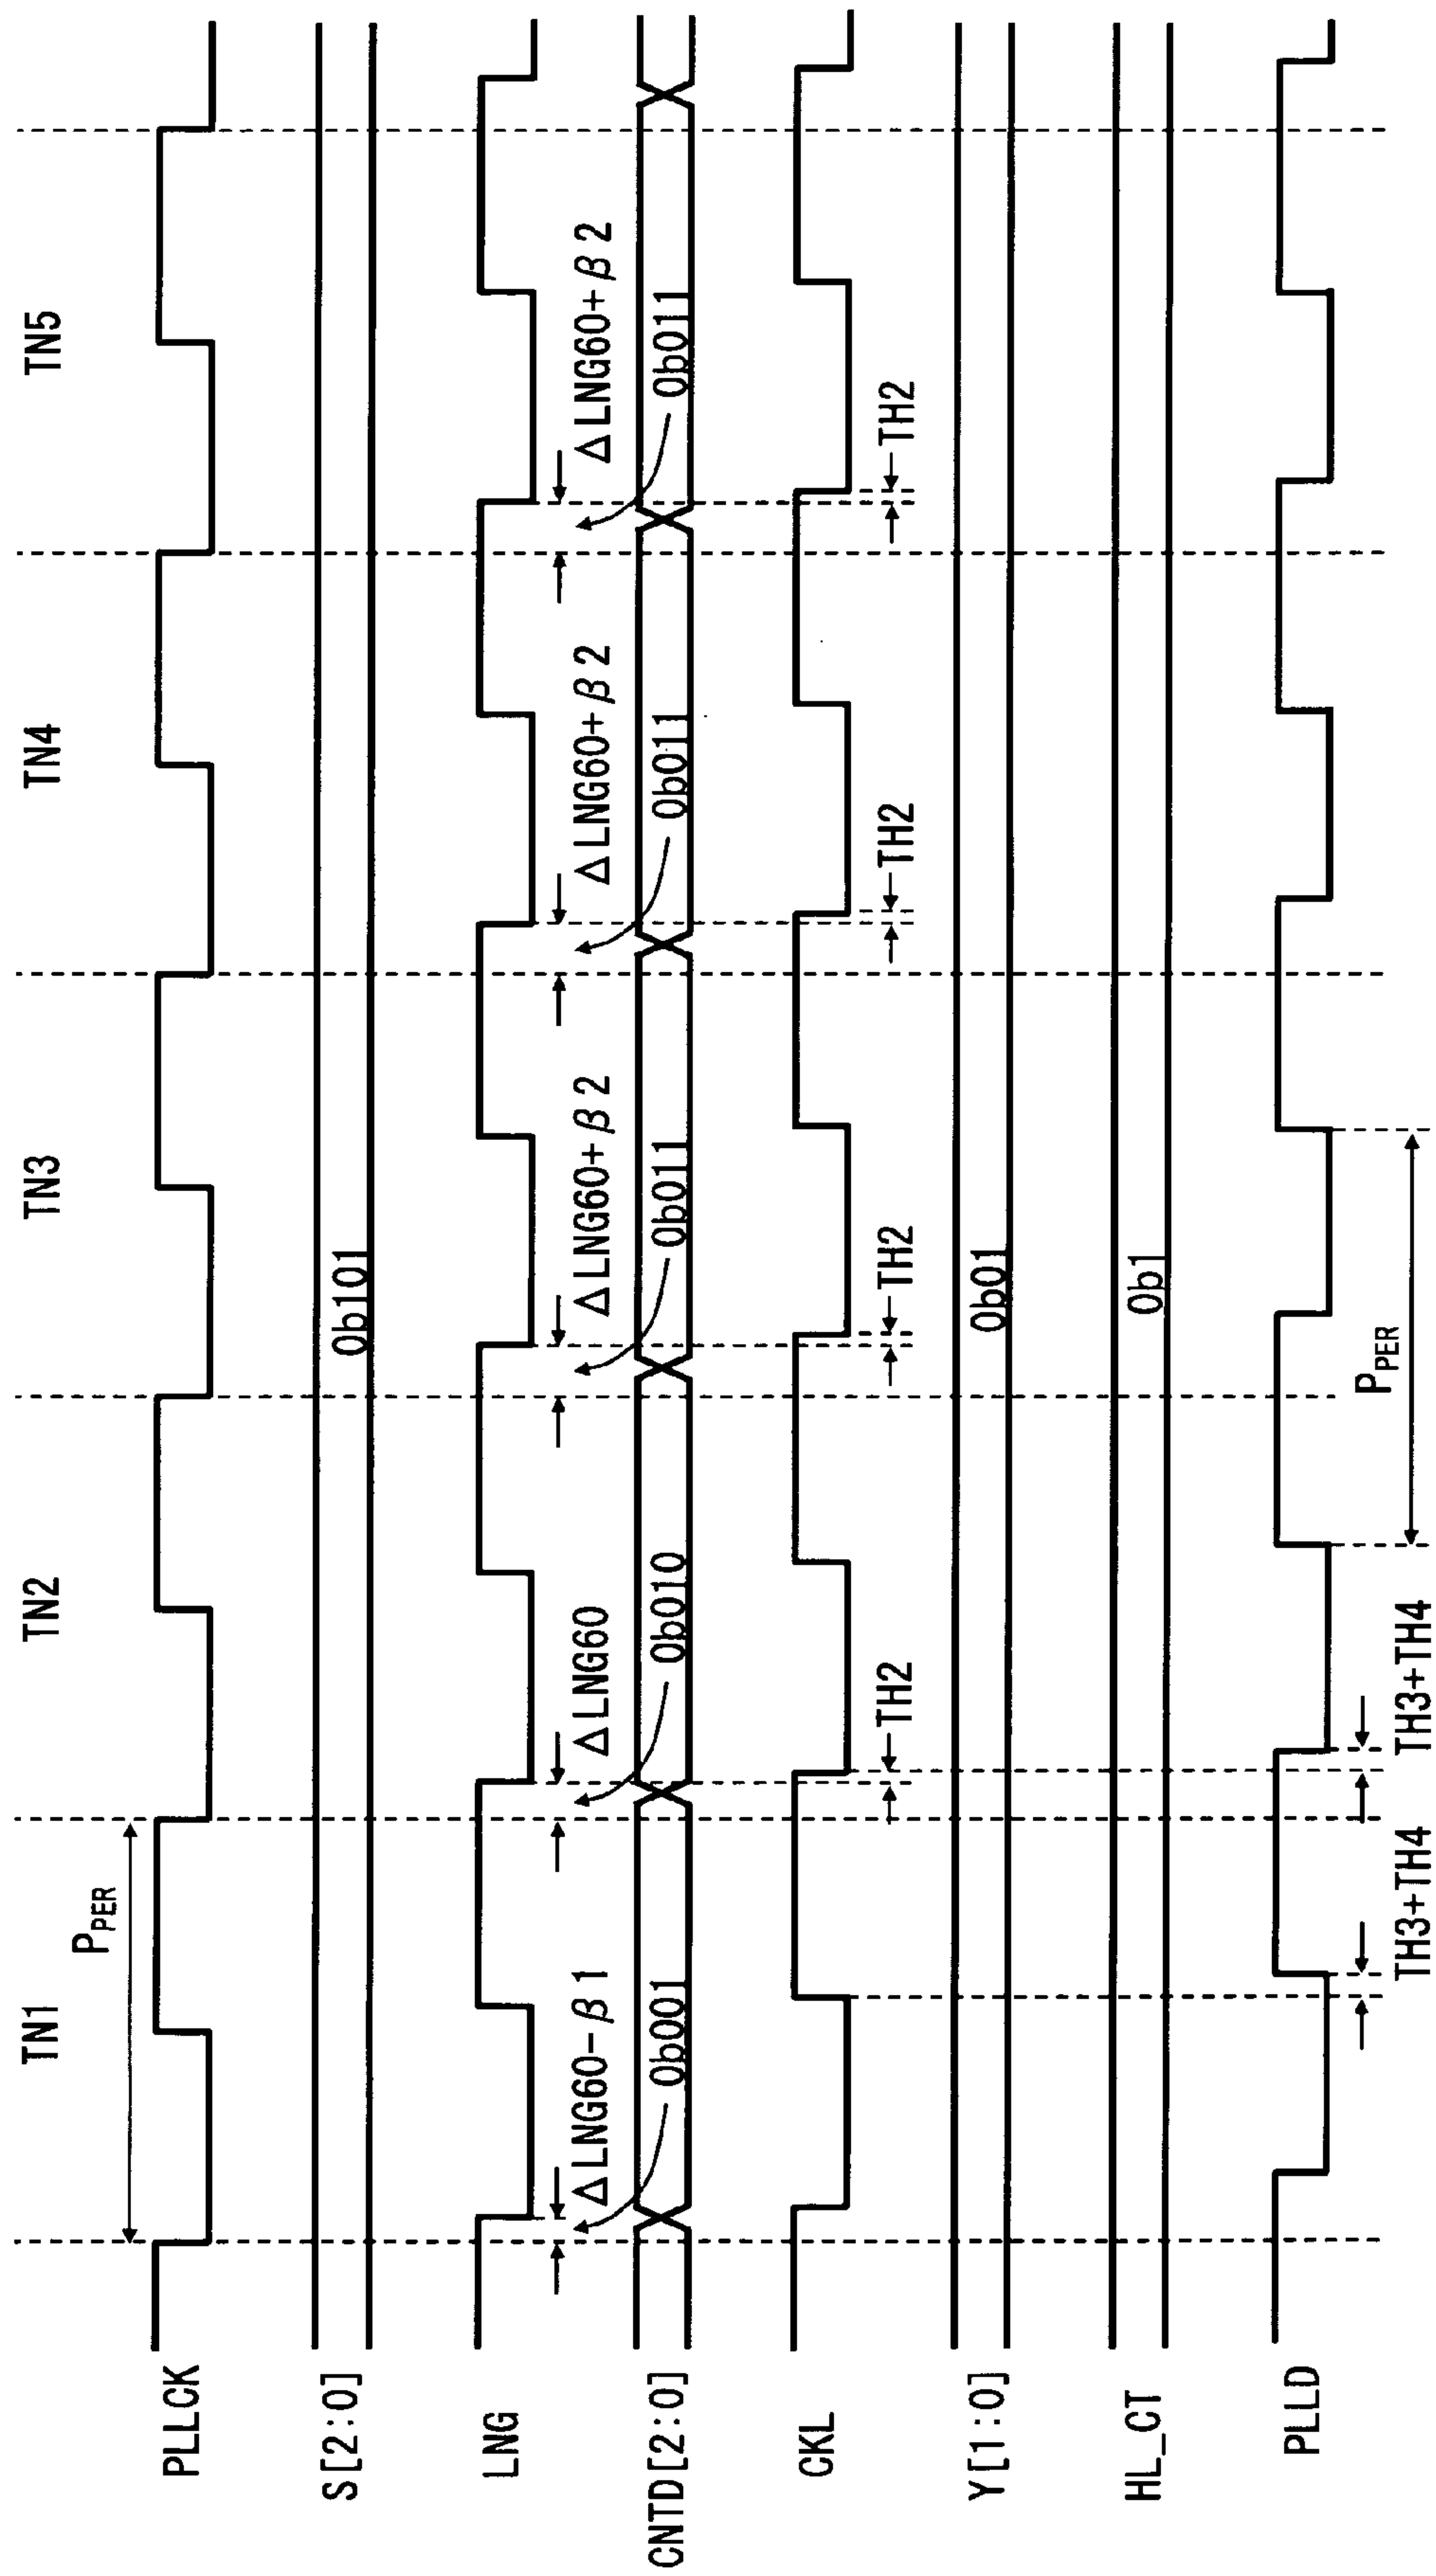 TN1 TN2 TN3 TN4 TN5
P_PER
PLLCK
S[2:0] 0b101
LNG
ΔLNG60-β1 ΔLNG60 ΔLNG60+β2 ΔLNG60+β2 ΔLNG60+β2
CNTD[2:0] 0b001 0b010 0b011 0b011 0b011
CKL
TH2 TH2 TH2 TH2
Y[1:0] 0b01
HL_CT 0b1
PLLD
P_PER
TH3+TH4 TH3+TH4